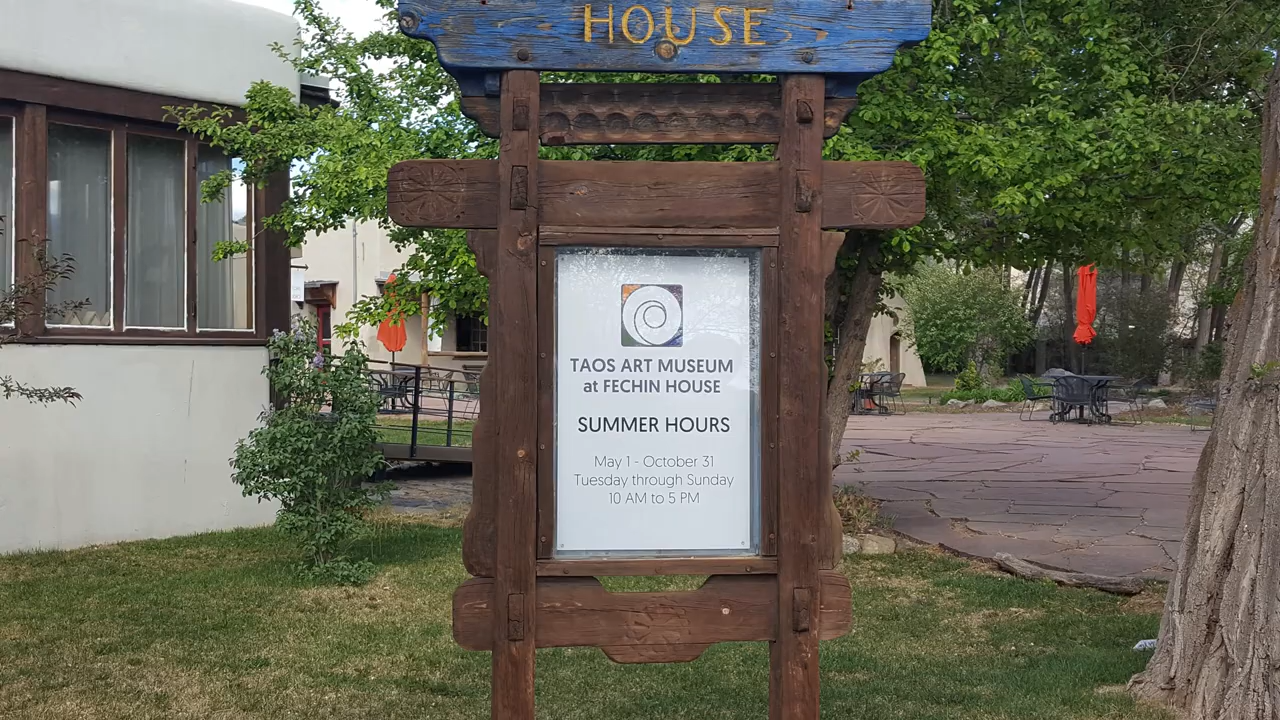 HOUSE
TAOS ART MUSEUM
at FECHIN HOUSE
SUMMER HOURS
May 1 - October 31
Tuesday through Sunday
10 AM to 5 PM